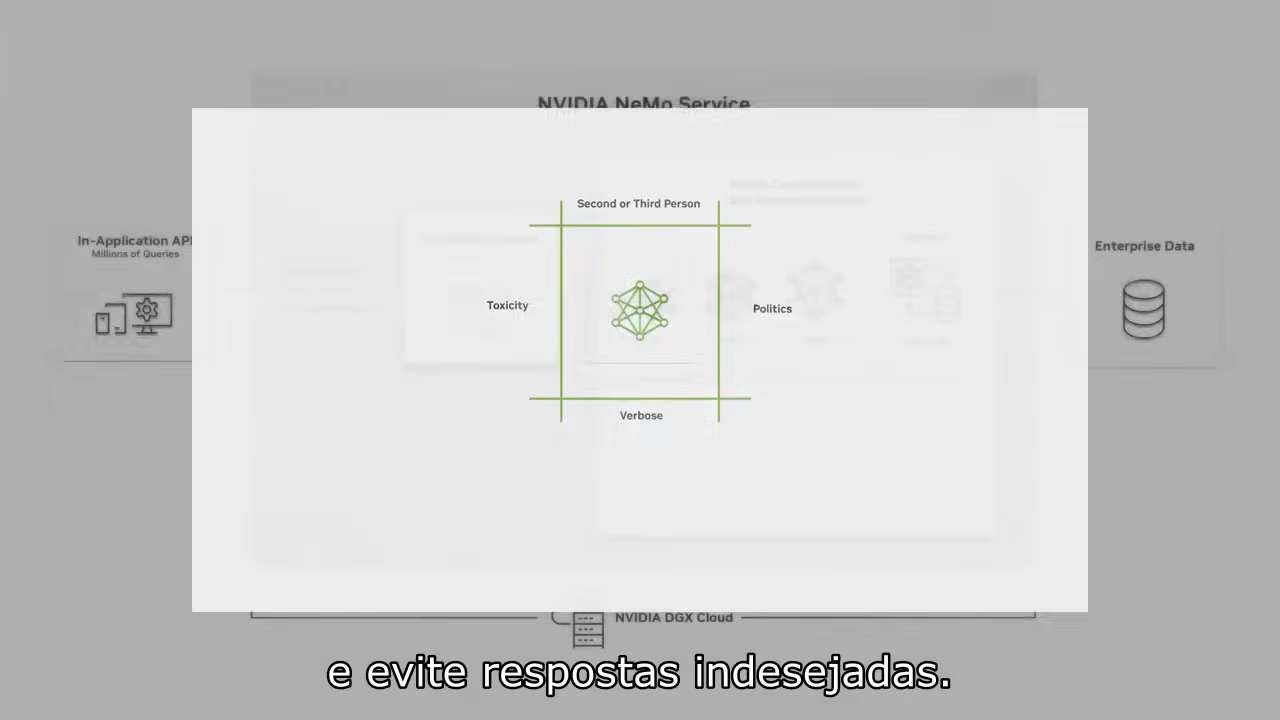 NVIDIA NeMo Service
Second or Third Person
In-Application API
Millions of Queries
Enterprise Data
Toxicity
Politics
Verbose
NVIDIA DGX Cloud
e evite respostas indesejadas.